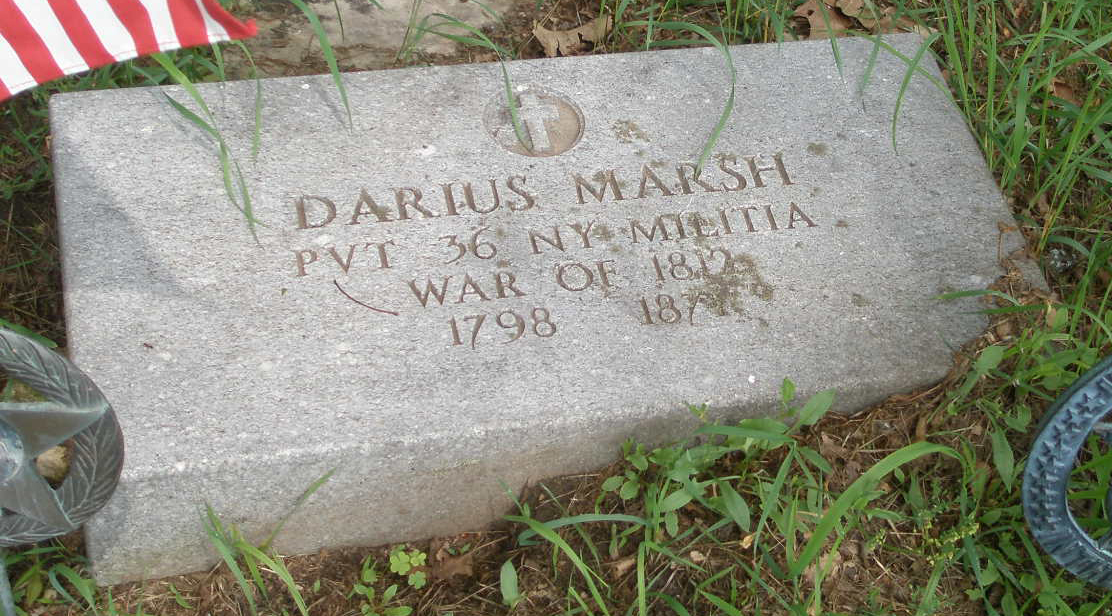 DARIUS MARSH
PVT 36 NY MILITIA
WAR OF 1812
1798